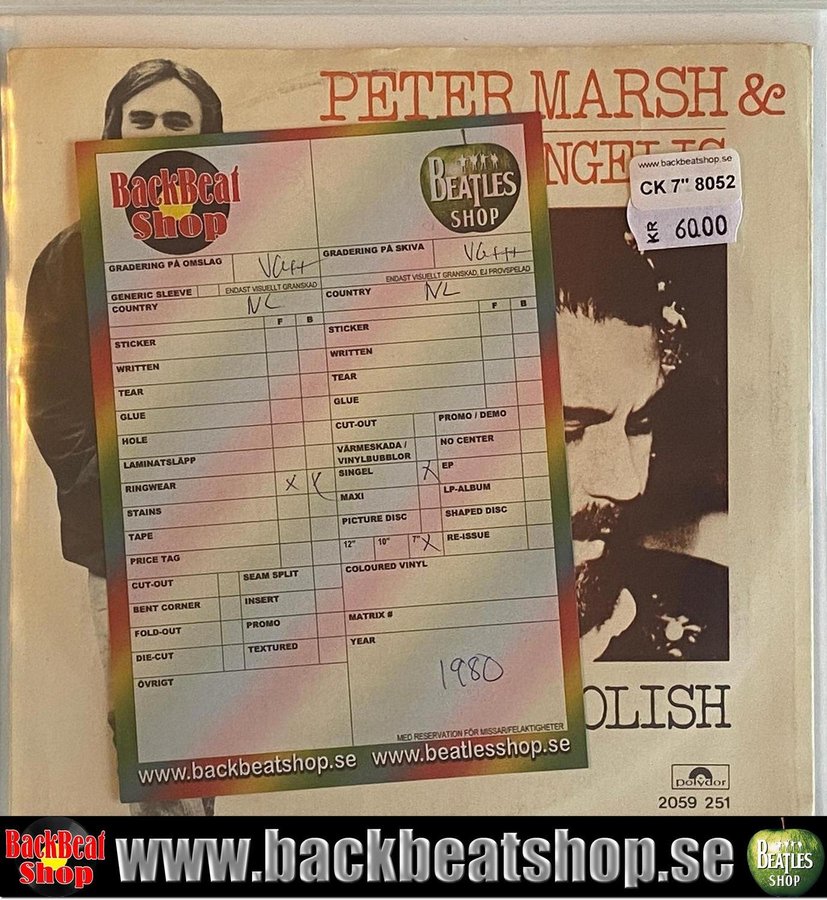 PETER MARSH &
NGELIS
www.backbeatshop.se
CK 7" 8052
KR 60.00
BackBeat
Shop
BEATLES
SHOP
GRADERING PÅ OMSLAG VG++
GRADERING PÅ SKIVA VG++
GENERIC SLEEVE ENDAST VISUELLT GRANSKAD
ENDAST VISUELLT GRANSKAD, EJ PROVSPELAD
COUNTRY NL
COUNTRY NL
F B
F B
STICKER
STICKER
WRITTEN
WRITTEN
TEAR
TEAR
GLUE
GLUE
HOLE
CUT-OUT PROMO / DEMO
LAMINATSLÄPP
VÄRMESKADA /
VINYLBUBBLOR
NO CENTER
RINGWEAR X X
SINGEL X EP
STAINS
MAXI LP-ALBUM
TAPE
PICTURE DISC SHAPED DISC
PRICE TAG
12" 10" 7" X RE-ISSUE
CUT-OUT SEAM SPLIT
COLOURED VINYL
BENT CORNER INSERT
FOLD-OUT PROMO
MATRIX #
DIE-CUT TEXTURED
YEAR
1980
ÖVRIGT
MED RESERVATION FÖR MISSAR/FELAKTIGHETER
www.backbeatshop.se www.beatlesshop.se
OLISH
polydor
2059 251
BackBeat
Shop
www.backbeatshop.se
BEATLES
SHOP